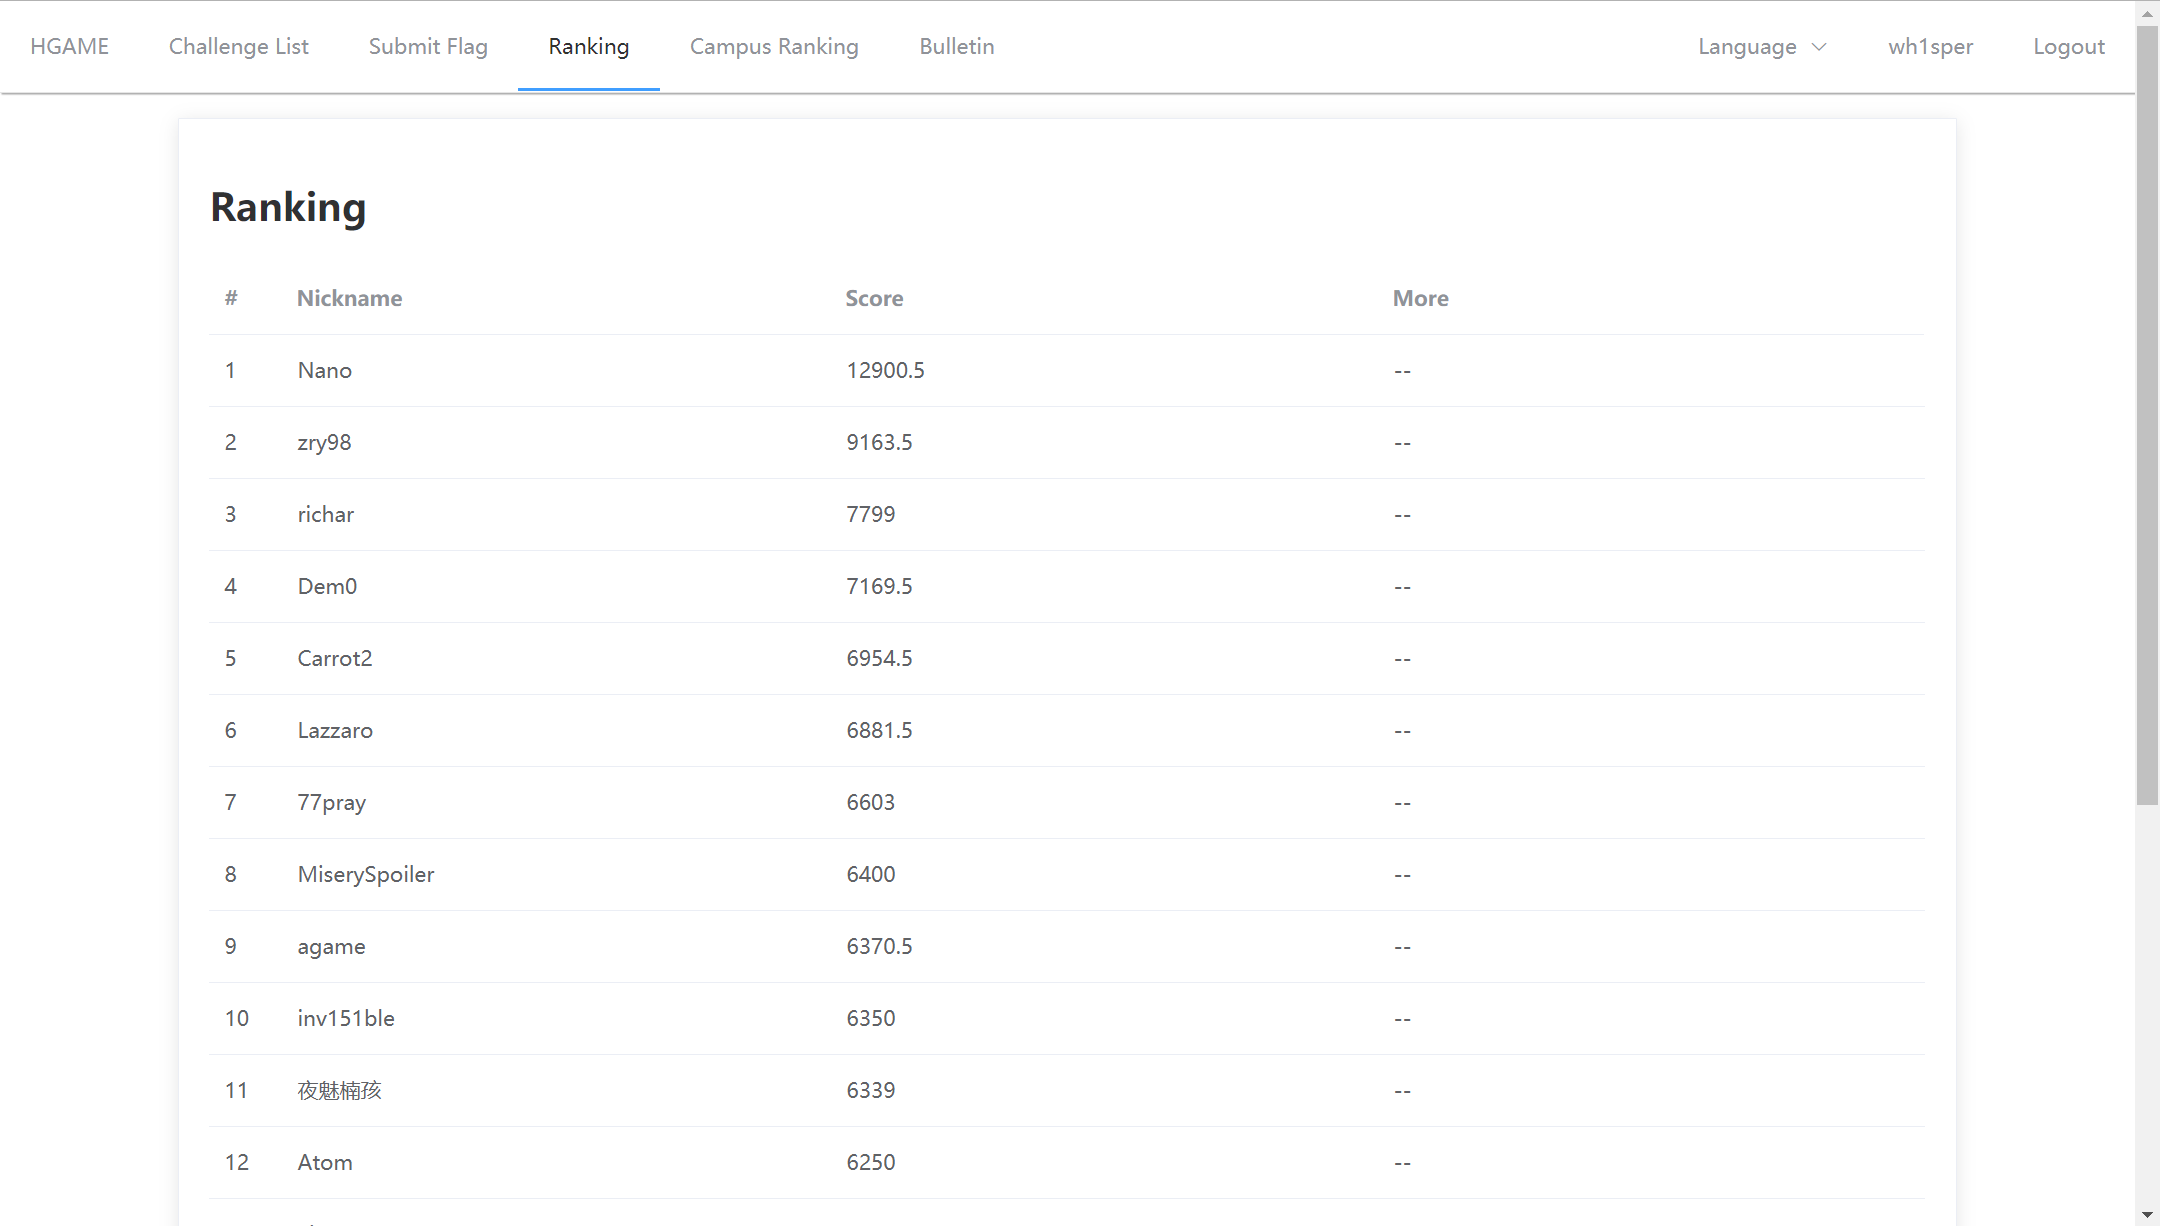 HGAME Challenge List Submit Flag Ranking Campus Ranking Bulletin Language wh1sper Logout
Ranking
# Nickname Score More
1 Nano 12900.5 --
2 zry98 9163.5 --
3 richar 7799 --
4 Dem0 7169.5 --
5 Carrot2 6954.5 --
6 Lazzaro 6881.5 --
7 77pray 6603 --
8 MiserySpoiler 6400 --
9 agame 6370.5 --
10 inv151ble 6350 --
11 夜魅楠孩 6339 --
12 Atom 6250 --